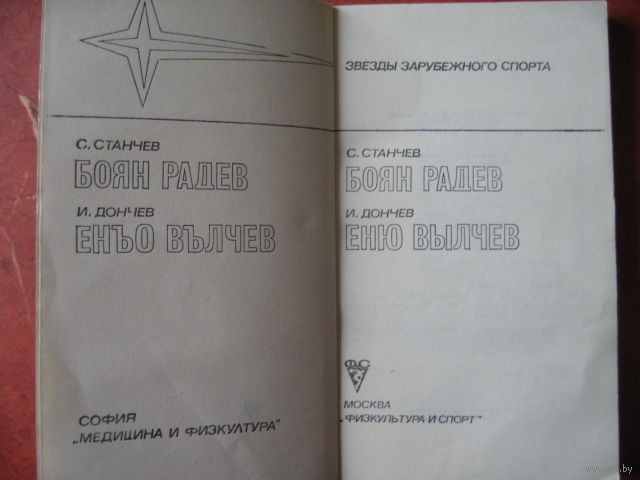 С. СТАНЧЕВ
БОЯН РАДЕВ
И. ДОНЧЕВ
ЕНЪО ВЪЛЧЕВ
СОФИЯ
„МЕДИЦИНА И ФИЗКУЛТУРА"
ЗВЕЗДЫ ЗАРУБЕЖНОГО СПОРТА
С. СТАНЧЕВ
БОЯН РАДЕВ
И. ДОНЧЕВ
ЕНЮ ВЫЛЧЕВ
ФиС
МОСКВА
„ФИЗКУЛЬТУРА И СПОРТ"